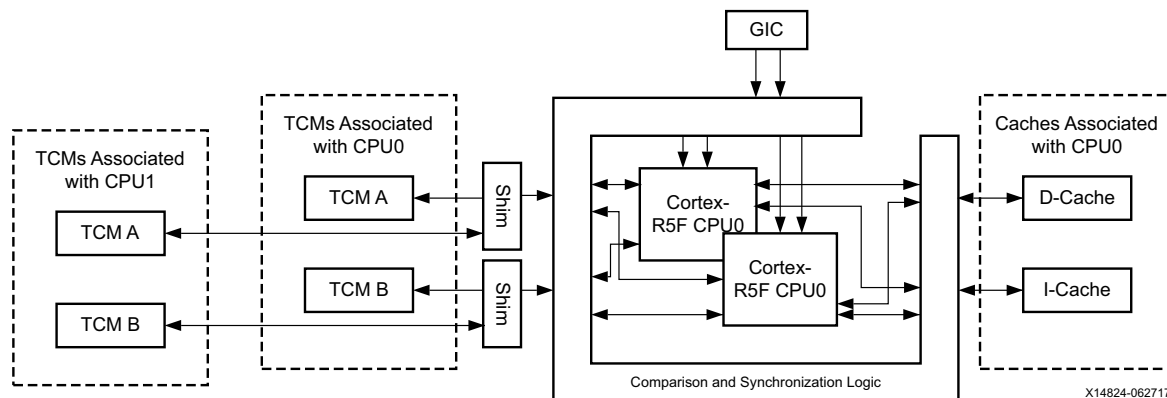 GIC
TCMs Associated
with CPU1
TCM A
TCM B
TCMs Associated
with CPU0
TCM A
TCM B
Shim
Shim
Cortex-
R5F CPU0
Cortex-
R5F CPU0
Comparison and Synchronization Logic
Caches Associated
with CPU0
D-Cache
I-Cache
X14824-062717